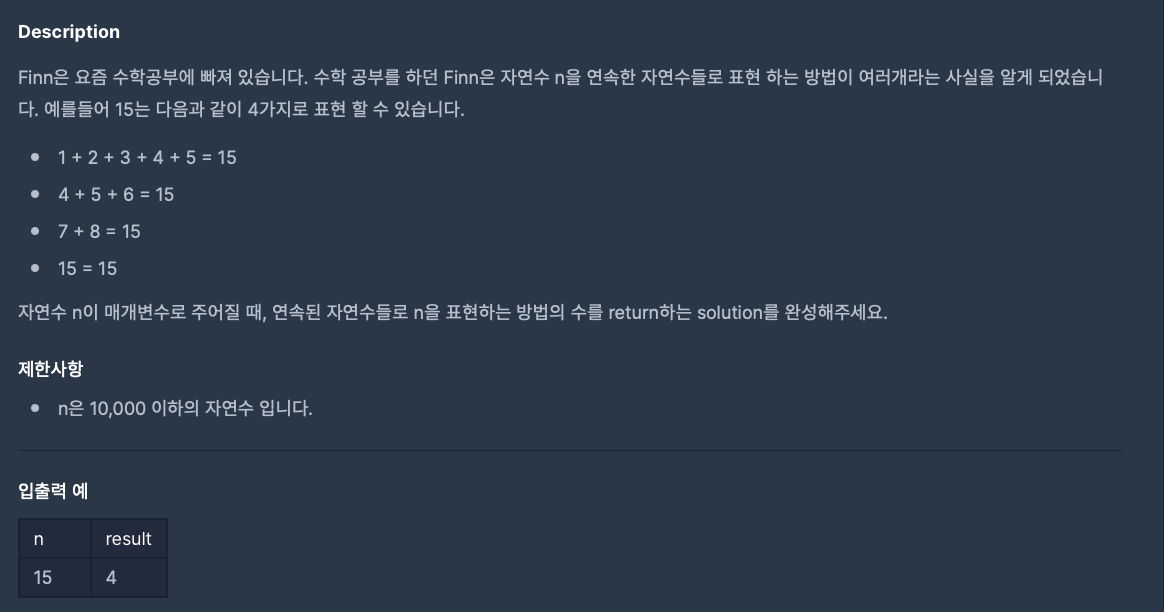 Description
Finn은 요즘 수학공부에 빠져 있습니다. 수학 공부를 하던 Finn은 자연수 n을 연속한 자연수들로 표현 하는 방법이 여러개라는 사실을 알게 되었습니
다. 예를들어 15는 다음과 같이 4가지로 표현 할 수 있습니다.
• 1 + 2 + 3 + 4 + 5 = 15
• 4 + 5 + 6 = 15
• 7 + 8 = 15
• 15 = 15
자연수 n이 매개변수로 주어질 때, 연속된 자연수들로 n을 표현하는 방법의 수를 return하는 solution를 완성해주세요.
제한사항
• n은 10,000 이하의 자연수 입니다.
입출력 예
n result
15 4